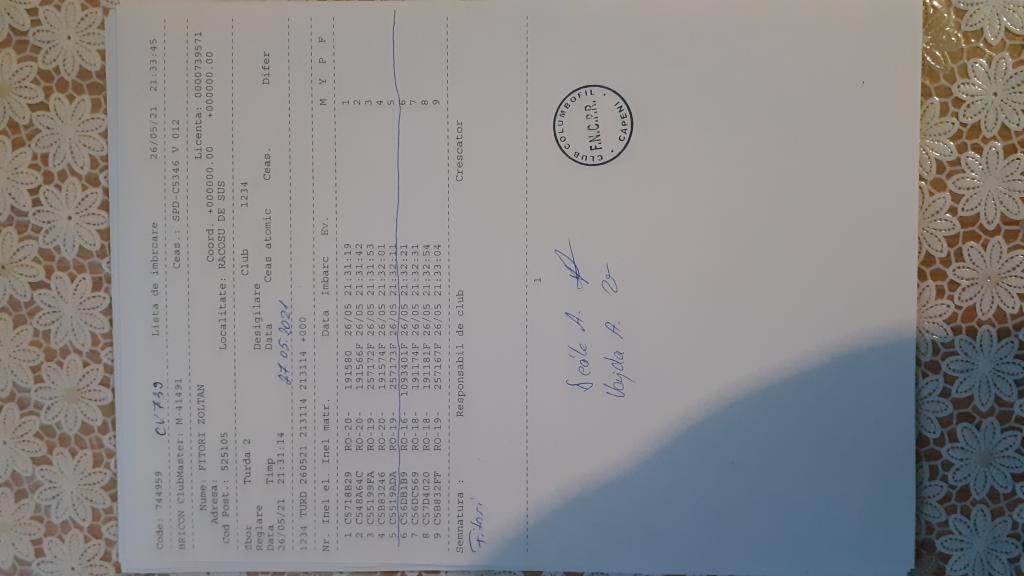 Code: 744959 CV 739 Lista de imbrcare 26/05/21 21:33:45
BRICON ClubMaster: M-41491 Ceas.: SPD-C5346 V 012
Nume: FITORI ZOLTAN Licenta: 0000739571
Adresa: Coord. +000000.00 +000000.00
Cod Post.: 525105 Localitate: RACOSU DE SUS
Zbor Turda 2 Club 1234
Reglare Desigilare
Data Timp Data Ceas atomic Ceas. Difer
26/05/21 21:31:14 27.05.2021
1234 TURD 260521 213114 213114 +000
Nr. Inel el Inel matr. Data Imbarc Ev. M Y P F
1 C5718B29 RO-20- 191580 26/05 21:31:19 1
2 C548A64C RO-20- 191566F 26/05 21:31:42 2
3 C55199FA RO-19- 257172F 26/05 21:31:53 3
4 C5B83246 RO-20- 191574F 26/05 21:32:01 4
5 C5519ADA RO-19- 257173F 26/05 21:32:11 5
6 C56DB1B9 RO-16- 1093401F 26/05 21:32:21 6
7 C56DC569 RO-18- 191174F 26/05 21:32:31 7
8 C57D4020 RO-18- 191181F 26/05 21:32:54 8
9 C5B832FF RO-19- 257167F 26/05 21:33:04 9
Semnatura : Responsabil de club Crescator
Fitori
1
A.
Vajda A.
CLUB COLUMBOFIL
F.N.C.P.R.
CAPENI